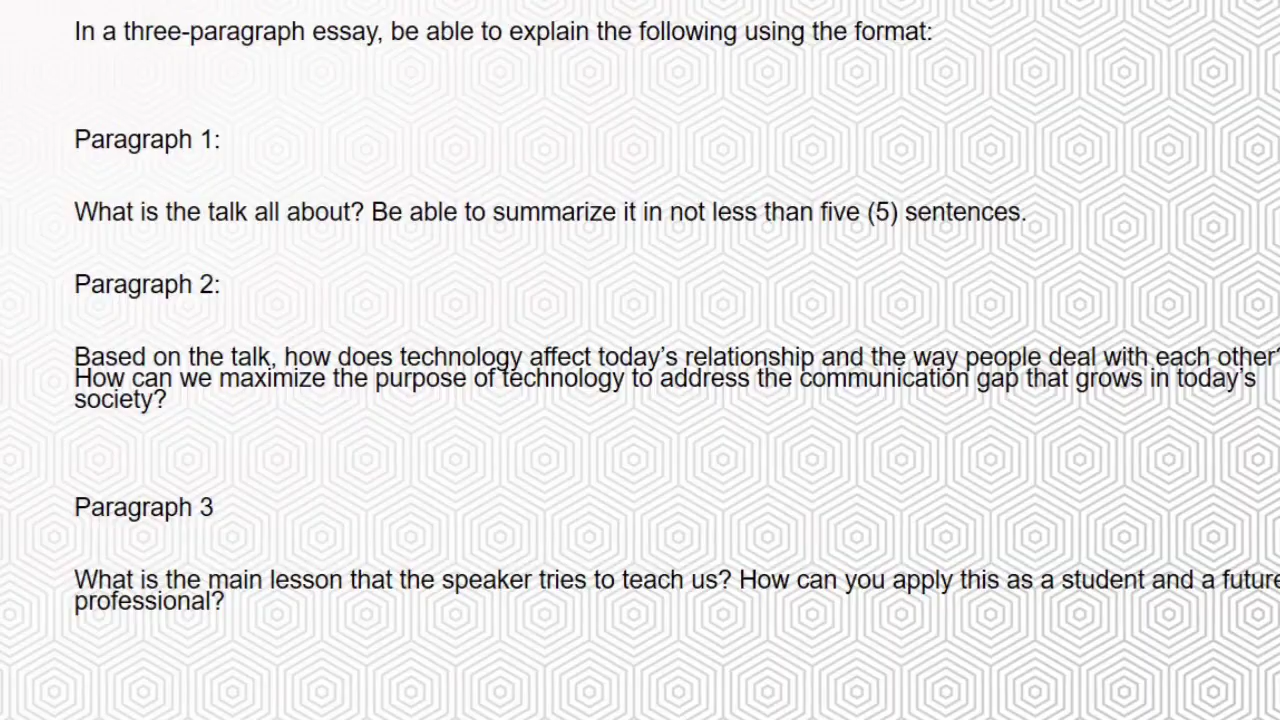 In a three-paragraph essay, be able to explain the following using the format:
Paragraph 1:
What is the talk all about? Be able to summarize it in not less than five (5) sentences.
Paragraph 2:
Based on the talk, how does technology affect today’s relationship and the way people deal with each other?
How can we maximize the purpose of technology to address the communication gap that grows in today’s
society?
Paragraph 3
What is the main lesson that the speaker tries to teach us? How can you apply this as a student and a future
professional?